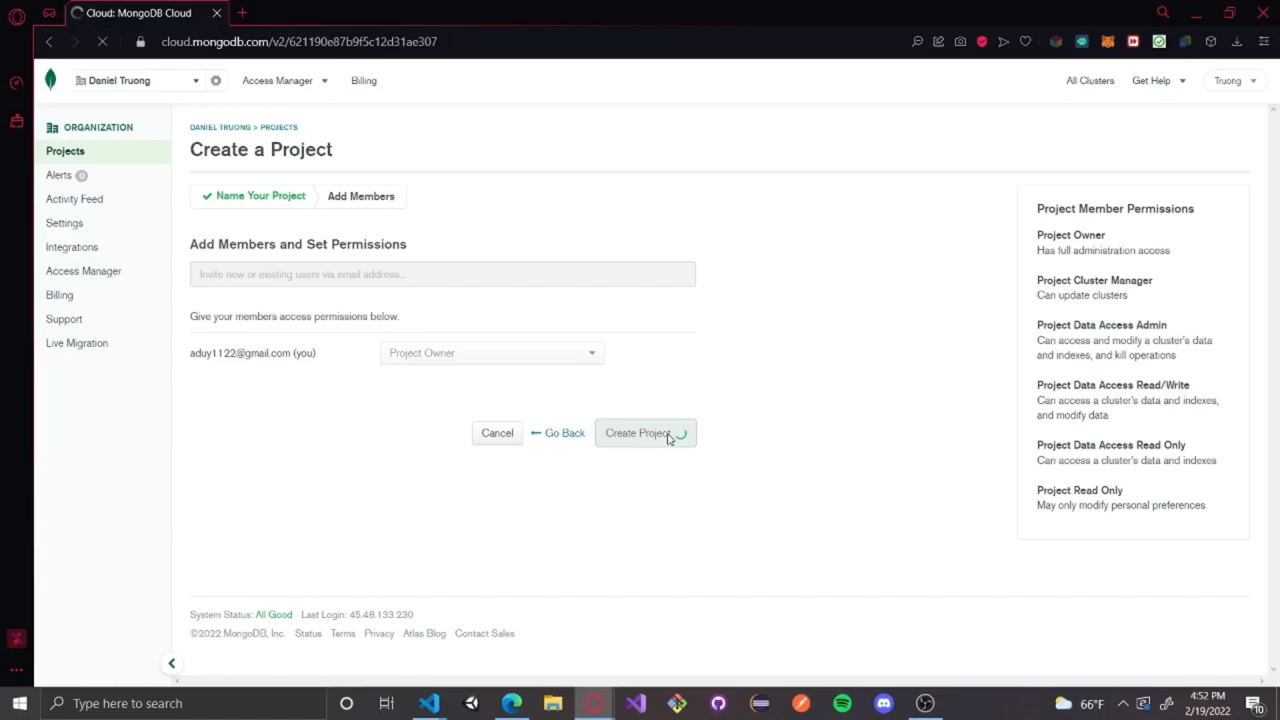 Cloud: MongoDB Cloud
cloud.mongodb.com/v2/621190e87b9f5c12d31ae307
Daniel Truong
Access Manager
Billing
All Clusters
Get Help
Truong
ORGANIZATION
Projects
Alerts 0
Activity Feed
Settings
Integrations
Access Manager
Billing
Support
Live Migration
DANIEL TRUONG > PROJECTS
Create a Project
Name Your Project
Add Members
Add Members and Set Permissions
Invite new or existing users via email address...
Give your members access permissions below.
aduy1122@gmail.com (you)
Project Owner
Cancel
Go Back
Create Project
Project Member Permissions
Project Owner
Has full administration access
Project Cluster Manager
Can update clusters
Project Data Access Admin
Can access and modify a cluster's data
and indexes, and kill operations
Project Data Access Read/Write
Can access a cluster's data and indexes,
and modify data
Project Data Access Read Only
Can access a cluster's data and indexes
Project Read Only
May only modify personal preferences
System Status: All Good Last Login: 45.48.133.230
©2022 MongoDB, Inc. Status Terms Privacy Atlas Blog Contact Sales
Type here to search
66°F
4:52 PM
2/19/2022
10